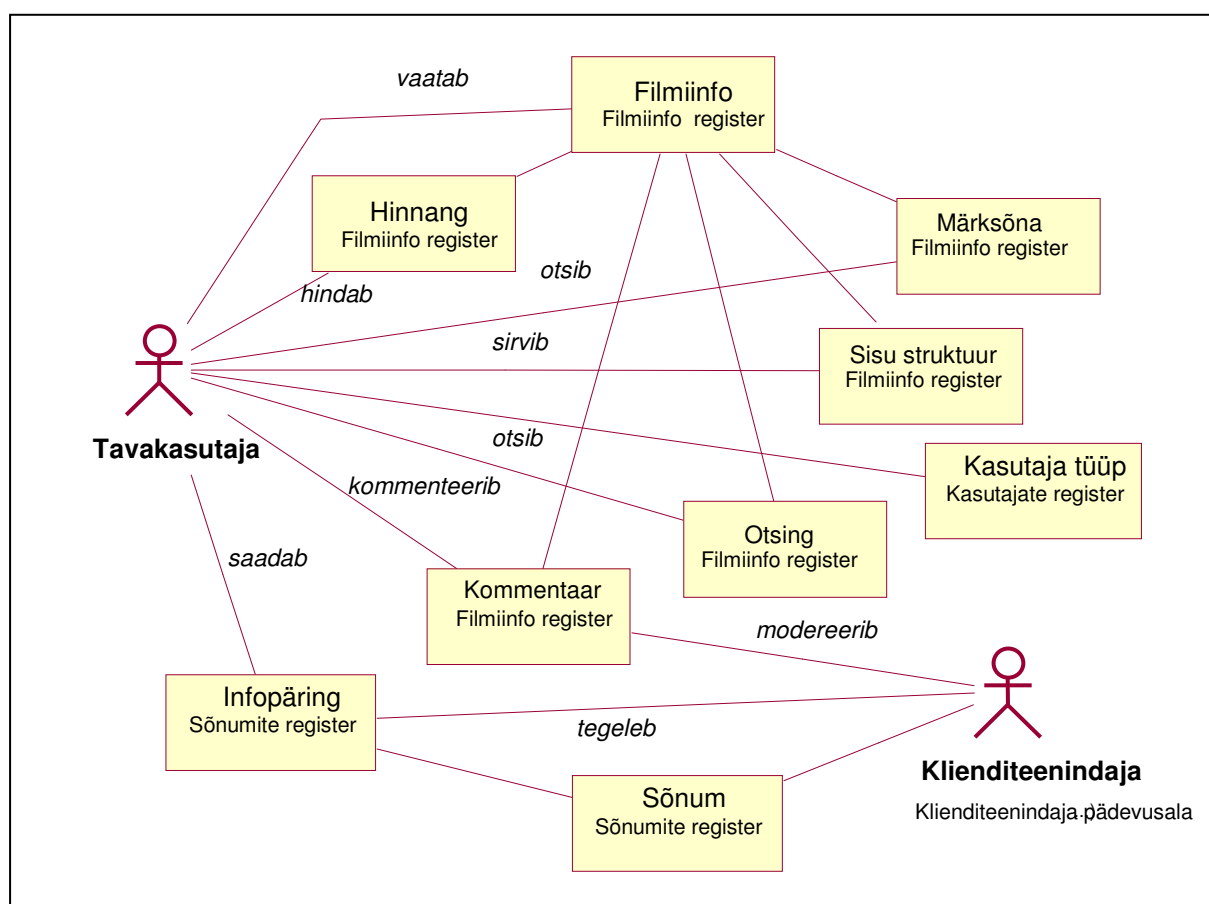 vaatab
Filmiinfo
Filmiinfo register
Hinnang
Filmiinfo register
Märksõna
Filmiinfo register
otsib
hindab
sirvib
Sisu struktuur
Filmiinfo register
Tavakasutaja
otsib
Kasutaja tüüp
Kasutajate register
kommenteerib
Otsing
Filmiinfo register
saadab
Kommentaar
Filmiinfo register
modereerib
Infopäring
Sõnumite register
tegeleb
Klienditeenindaja
Klienditeenindaja pädevusala
Sõnum
Sõnumite register